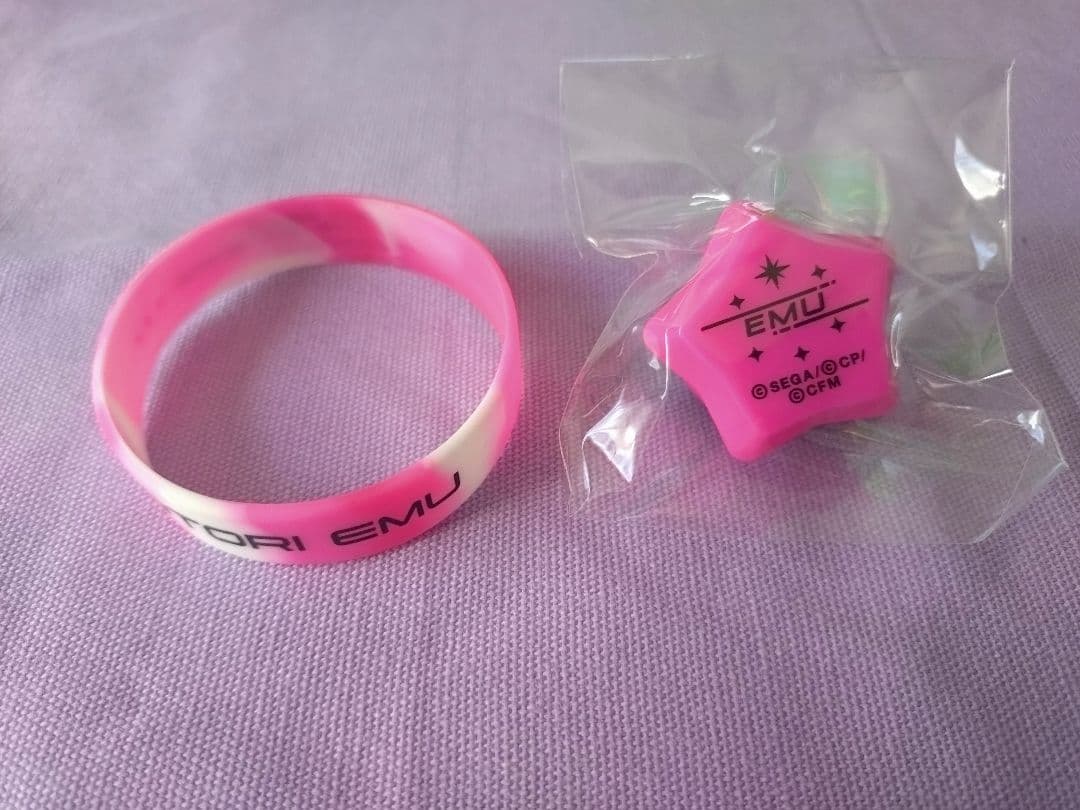 TORI EMU
EMU
©SEGA/©CP/
©CFM